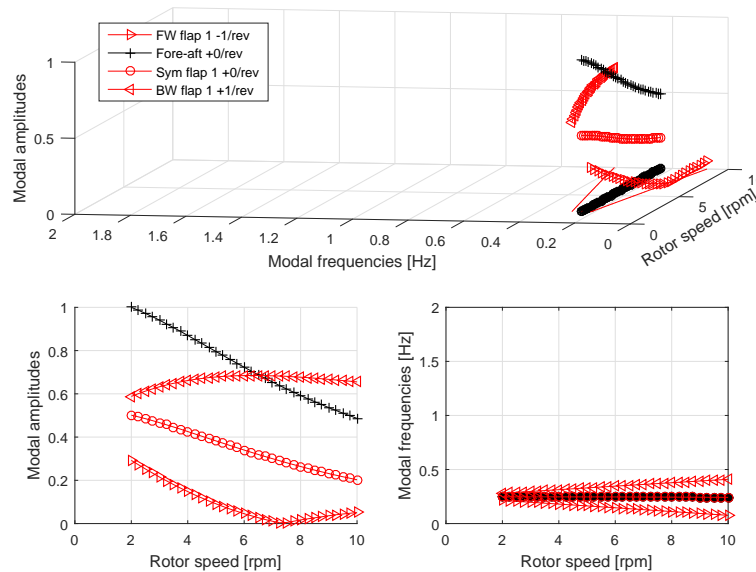 1
0.5
0
Modal amplitudes
FW flap 1 -1/rev
Fore-aft +0/rev
Sym flap 1 +0/rev
BW flap 1 +1/rev
2
1.8
1.6
1.4
1.2
1
0.8
0.6
0.4
0.2
0
Modal frequencies [Hz]
0
5
1
Rotor speed [rpm]
1
0.8
0.6
0.4
0.2
0
Modal amplitudes
0 2 4 6 8 10
Rotor speed [rpm]
2
1.5
1
0.5
0
Modal frequencies [Hz]
0 2 4 6 8 10
Rotor speed [rpm]